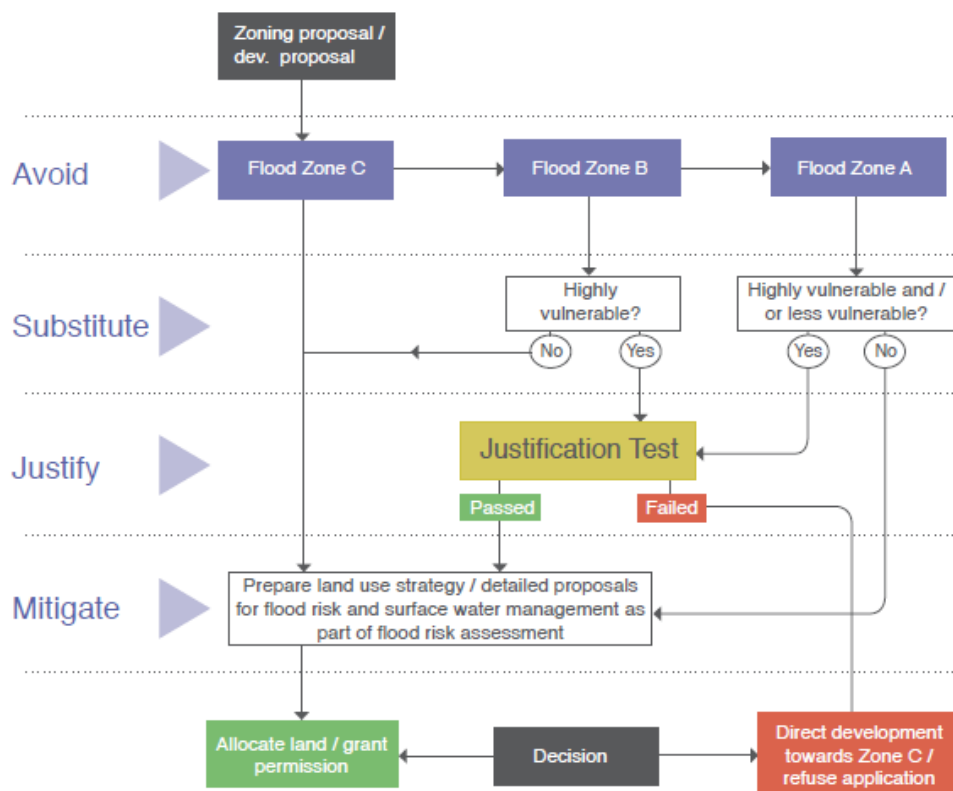 Zoning proposal /
dev. proposal
Avoid
Flood Zone C
Flood Zone B
Flood Zone A
Substitute
Highly
vulnerable?
No
Yes
Highly vulnerable and /
or less vulnerable?
Yes
No
Justify
Justification Test
Passed
Failed
Mitigate
Prepare land use strategy / detailed proposals
for flood risk and surface water management as
part of flood risk assessment
Allocate land / grant
permission
Decision
Direct development
towards Zone C /
refuse application